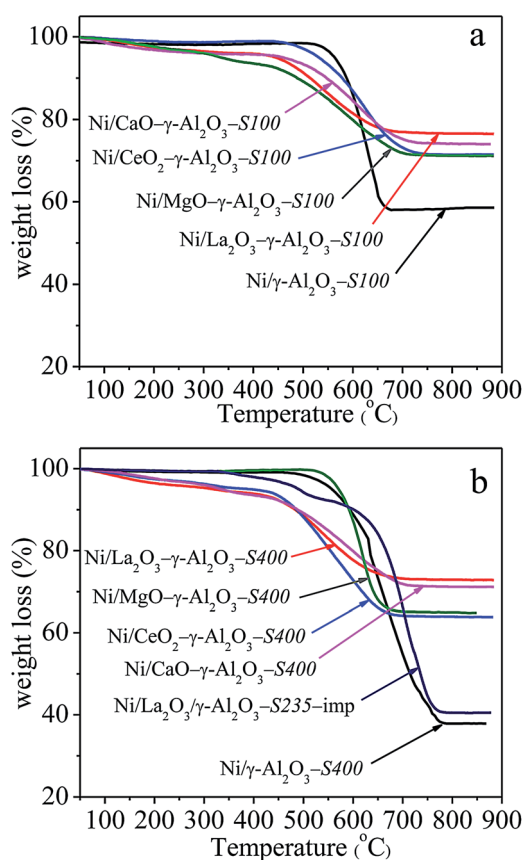 a
100
80
60
40
20
weight loss (%)
Ni/CaO–γ-Al₂O₃–S100
Ni/CeO₂–γ-Al₂O₃–S100
Ni/MgO–γ-Al₂O₃–S100
Ni/La₂O₃–γ-Al₂O₃–S100
Ni/γ-Al₂O₃–S100
100 200 300 400 500 600 700 800 900
Temperature (°C)
b
100
80
60
40
20
weight loss (%)
Ni/La₂O₃–γ-Al₂O₃–S400
Ni/MgO–γ-Al₂O₃–S400
Ni/CeO₂–γ-Al₂O₃–S400
Ni/CaO–γ-Al₂O₃–S400
Ni/La₂O₃/γ-Al₂O₃–S235–imp
Ni/γ-Al₂O₃–S400
100 200 300 400 500 600 700 800 900
Temperature (°C)